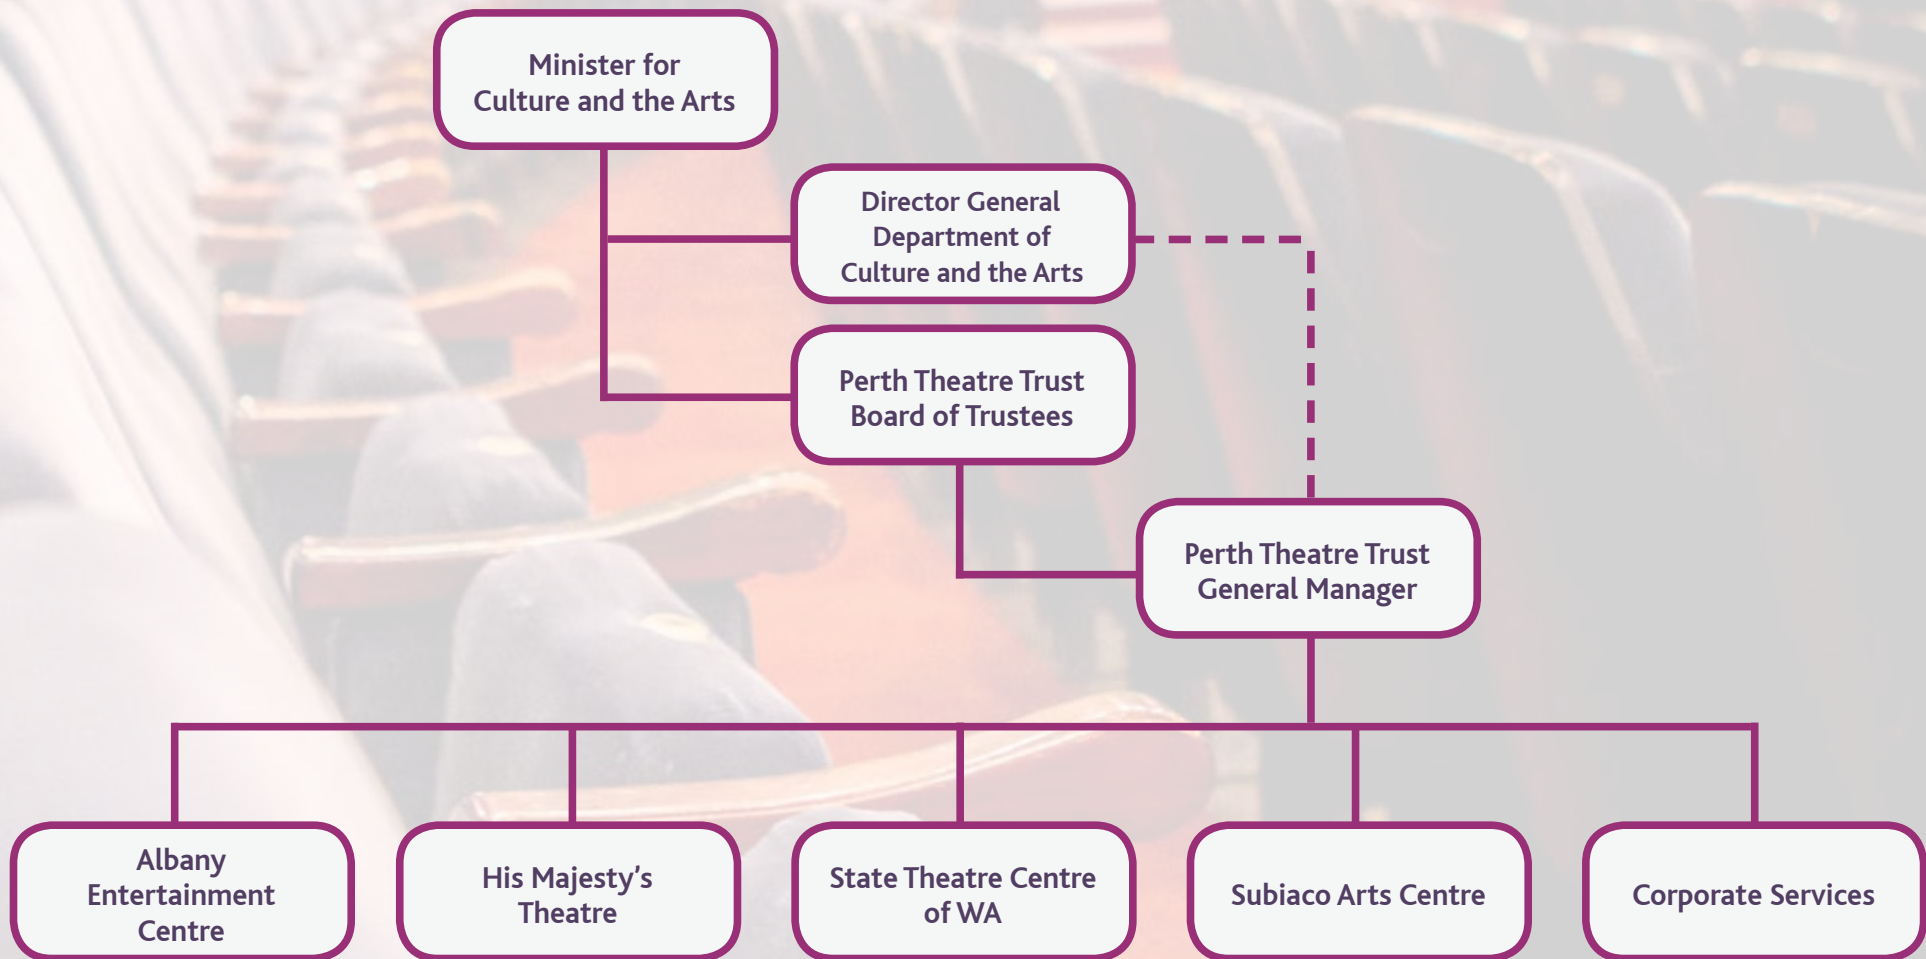 Minister for
Culture and the Arts
Director General
Department of
Culture and the Arts
Perth Theatre Trust
Board of Trustees
Perth Theatre Trust
General Manager
Albany
Entertainment
Centre
His Majesty’s
Theatre
State Theatre Centre
of WA
Subiaco Arts Centre
Corporate Services